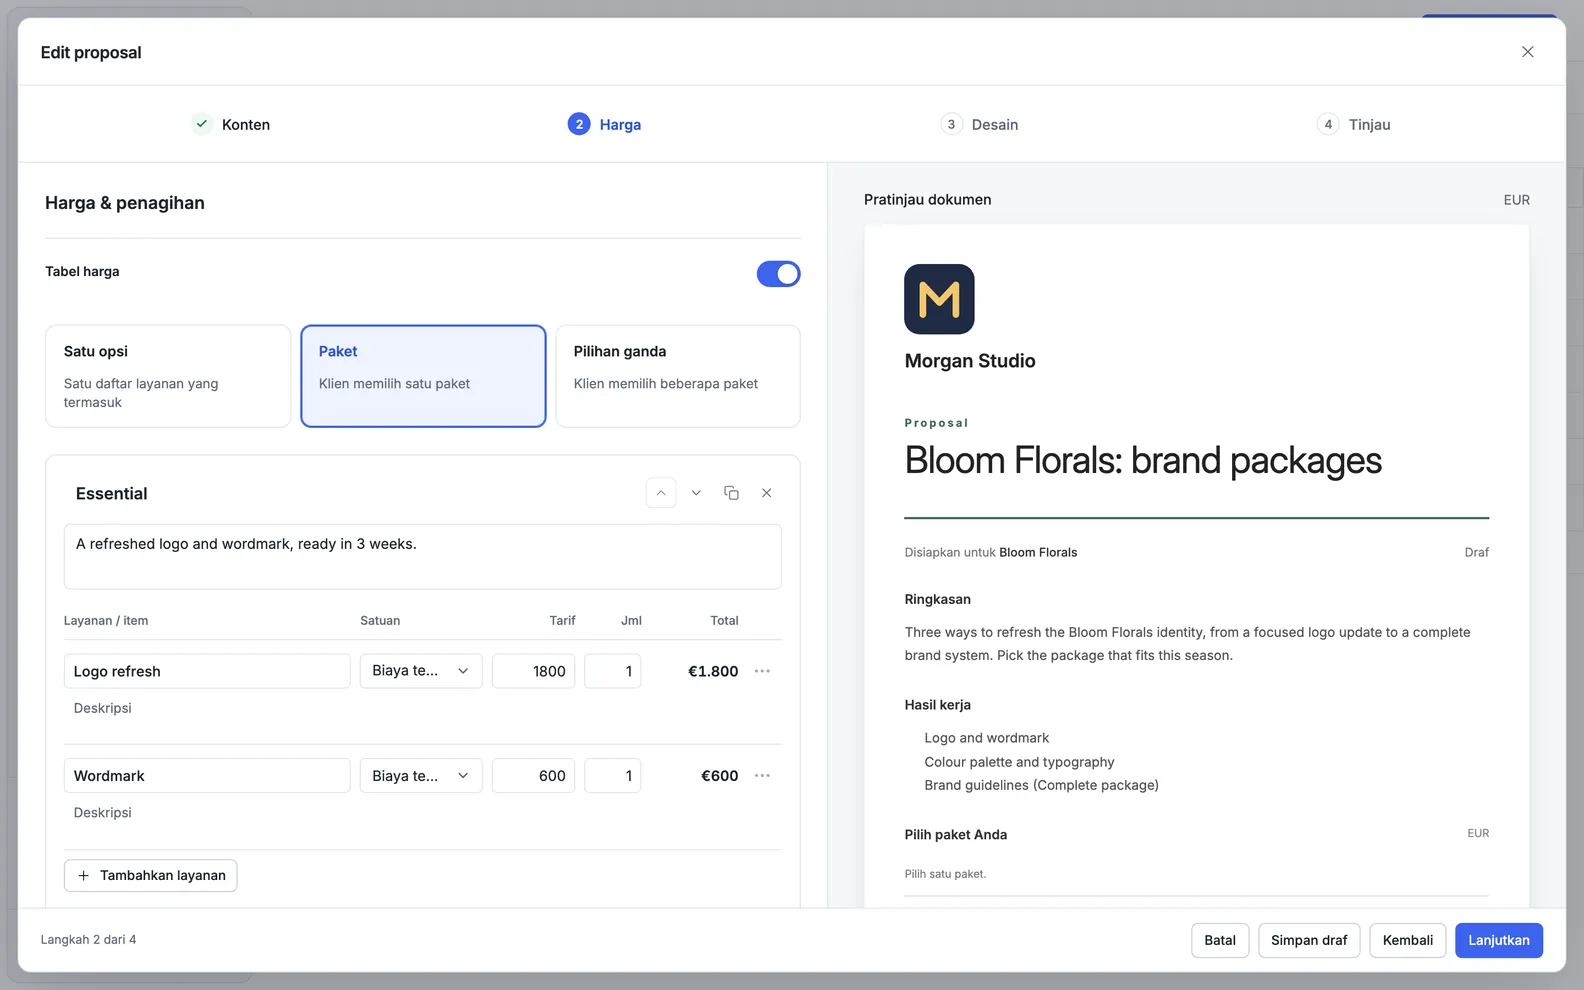 Edit proposal
Konten
2 Harga
3 Desain
4 Tinjau
Harga & penagihan
Tabel harga
Satu opsi
Satu daftar layanan yang
termasuk
Paket
Klien memilih satu paket
Pilihan ganda
Klien memilih beberapa paket
Essential
A refreshed logo and wordmark, ready in 3 weeks.
Layanan / item Satuan Tarif Jml Total
Logo refresh Biaya te... 1800 1 €1.800
Deskripsi
Wordmark Biaya te... 600 1 €600
Deskripsi
+ Tambahkan layanan
Pratinjau dokumen EUR
M
Morgan Studio
Proposal
Bloom Florals: brand packages
Disiapkan untuk Bloom Florals Draf
Ringkasan
Three ways to refresh the Bloom Florals identity, from a focused logo update to a complete
brand system. Pick the package that fits this season.
Hasil kerja
Logo and wordmark
Colour palette and typography
Brand guidelines (Complete package)
Pilih paket Anda EUR
Pilih satu paket.
Langkah 2 dari 4
Batal
Simpan draf
Kembali
Lanjutkan